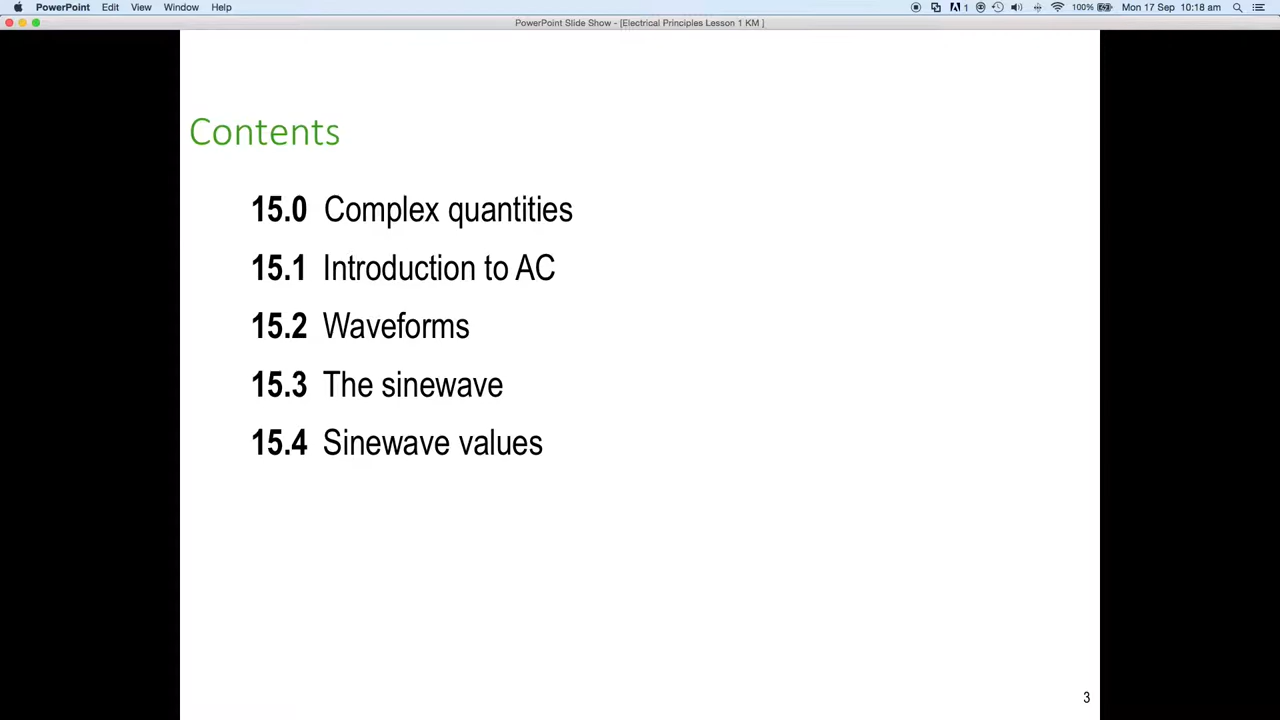 PowerPoint Edit View Window Help 1 100% Mon 17 Sep 10:18 am
PowerPoint Slide Show - [Electrical Principles Lesson 1 KM ]
Contents
15.0 Complex quantities
15.1 Introduction to AC
15.2 Waveforms
15.3 The sinewave
15.4 Sinewave values
3